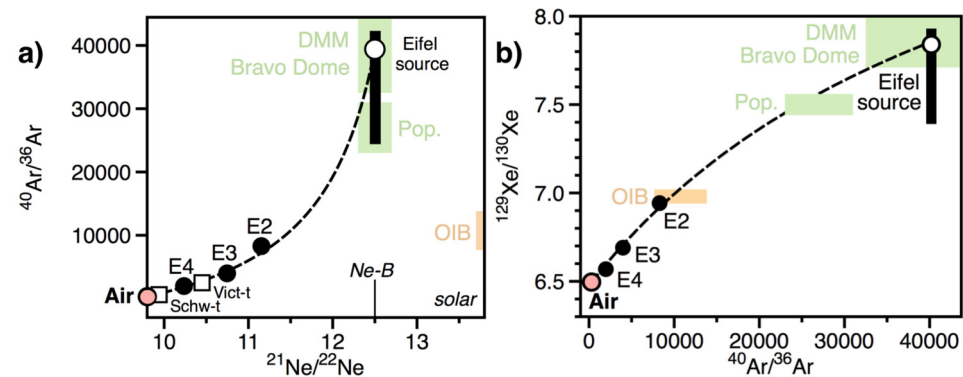 a)
40000
30000
20000
10000
40Ar/36Ar
DMM
Bravo Dome
Eifel
source
Pop.
OIB
E2
E3
E4
Vict-t
Schw-t
Air
Ne-B
solar
10
11
12
13
21Ne/22Ne
b)
8.0
7.5
7.0
6.5
129Xe/130Xe
DMM
Bravo Dome
Eifel
source
Pop.
OIB
E2
E3
E4
Air
0
10000
20000
30000
40000
40Ar/36Ar